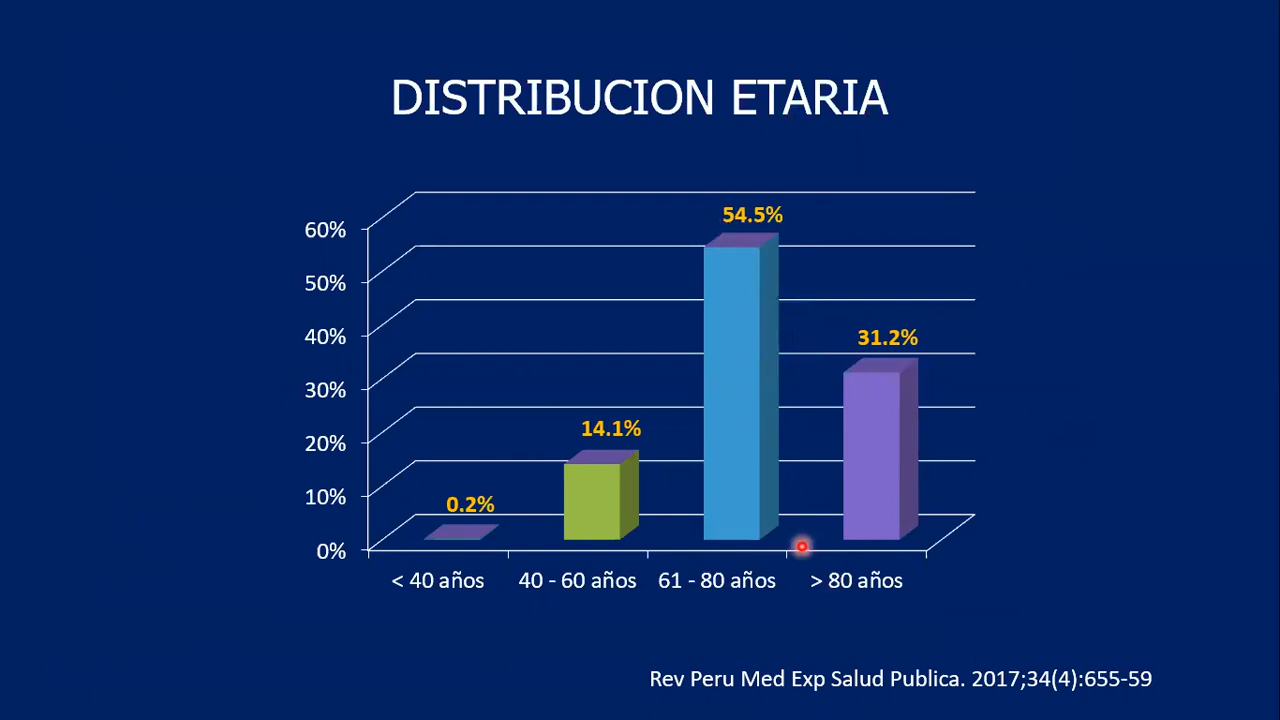 DISTRIBUCION ETARIA
60%
50%
40%
30%
20%
10%
0%
0.2%
14.1%
54.5%
31.2%
< 40 años
40 - 60 años
61 - 80 años
> 80 años
Rev Peru Med Exp Salud Publica. 2017;34(4):655-59